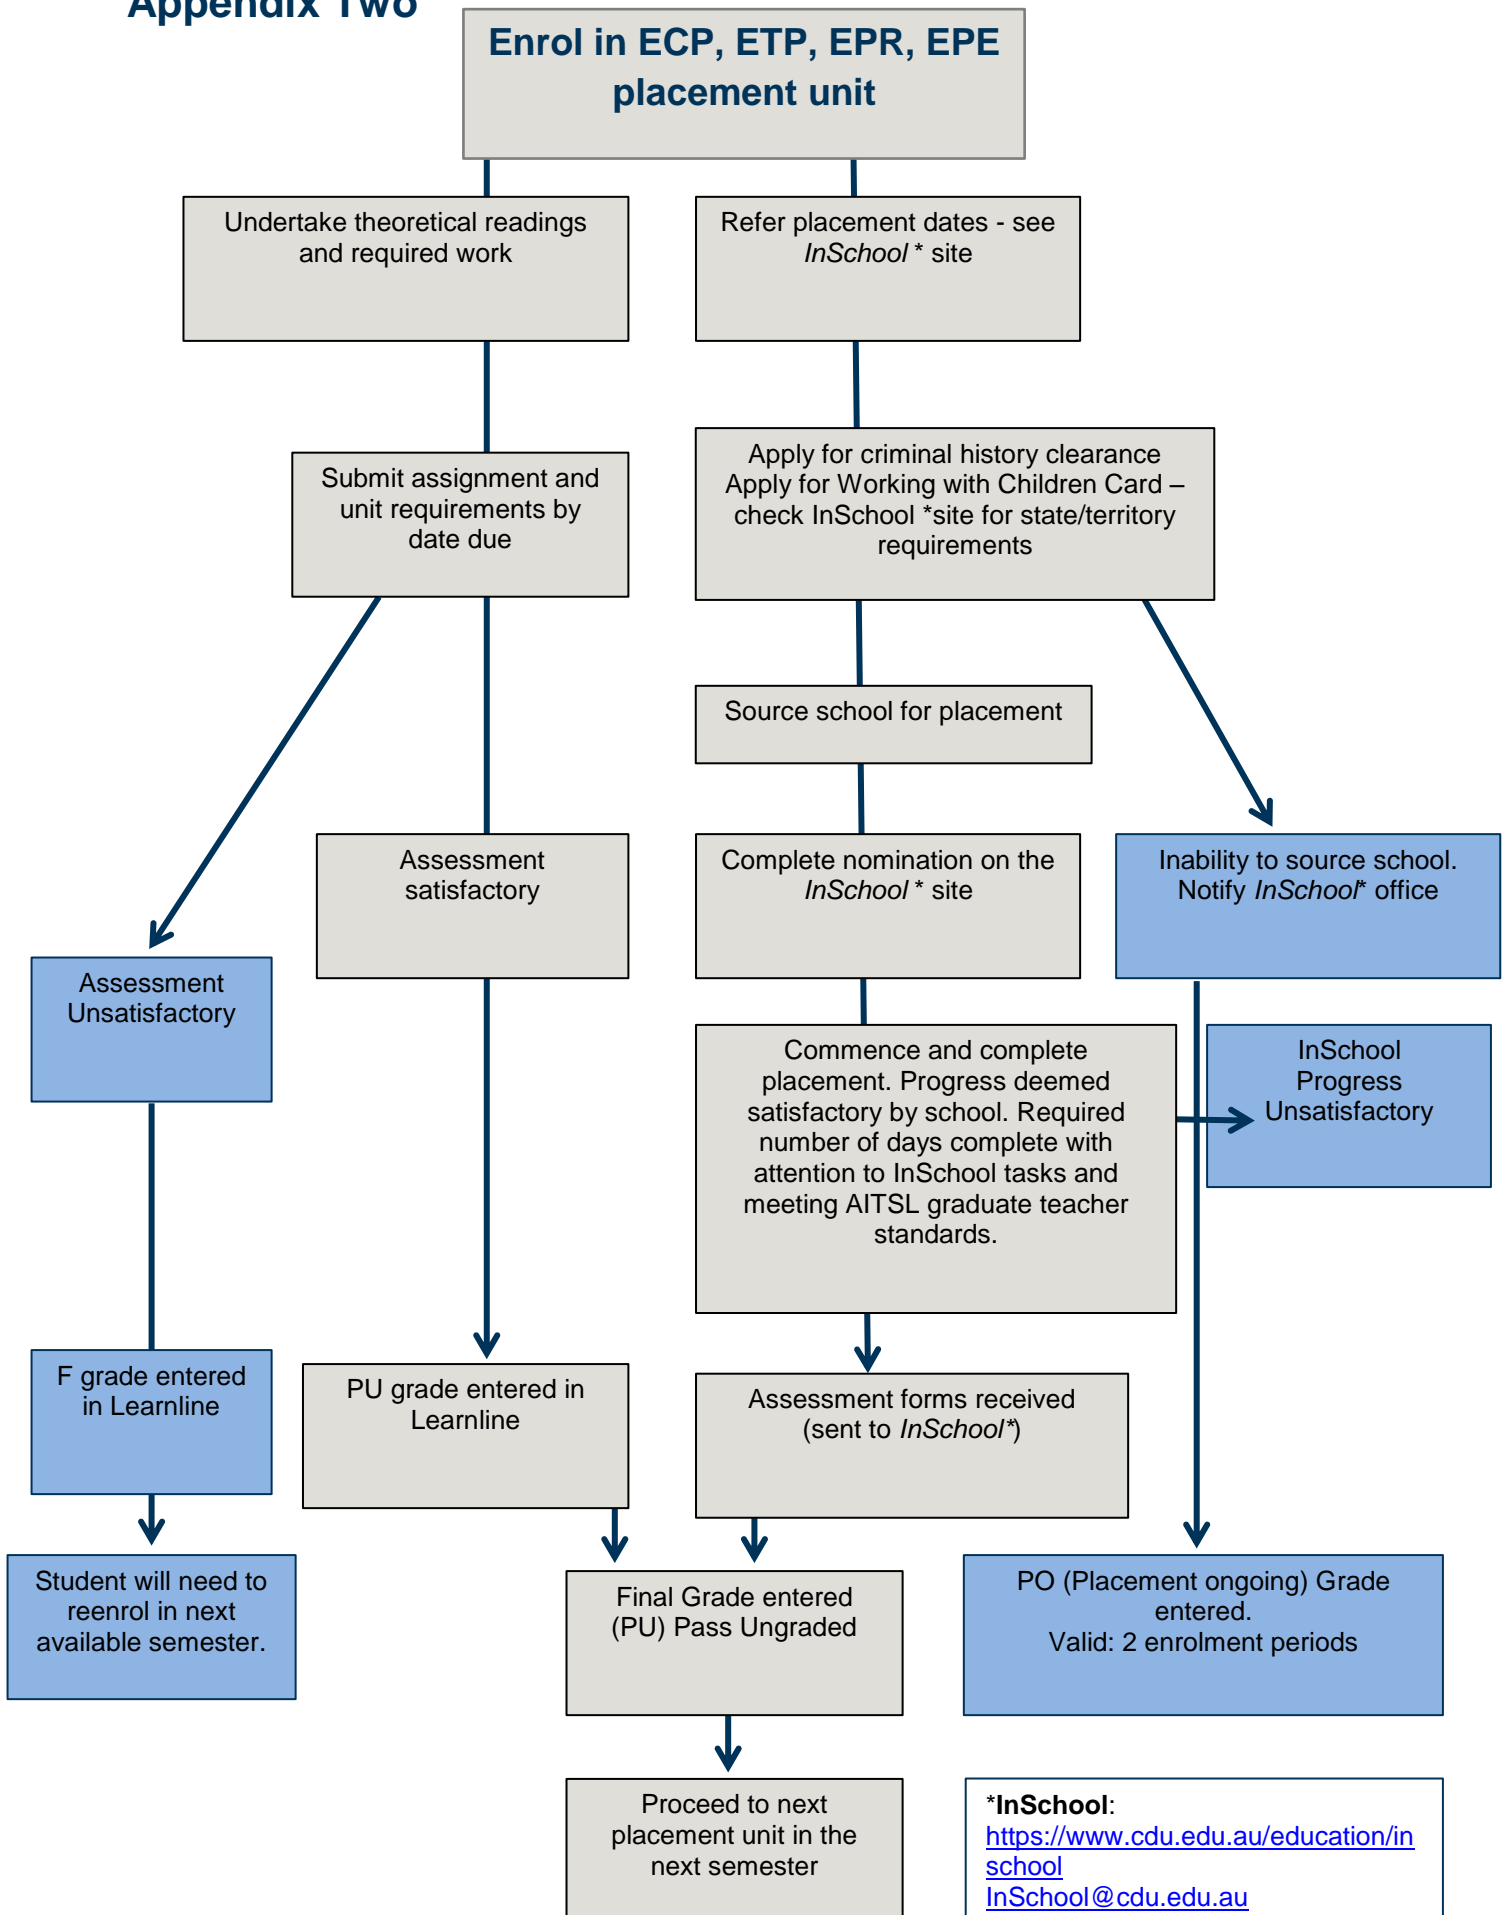 Appendix Two
Enrol in ECP, ETP, EPR, EPE
placement unit
Undertake theoretical readings
and required work
Refer placement dates - see
InSchool * site
Submit assignment and
unit requirements by
date due
Apply for criminal history clearance
Apply for Working with Children Card –
check InSchool *site for state/territory
requirements
Source school for placement
Assessment
satisfactory
Complete nomination on the
InSchool * site
Inability to source school.
Notify InSchool* office
Assessment
Unsatisfactory
Commence and complete
placement. Progress deemed
satisfactory by school. Required
number of days complete with
attention to InSchool tasks and
meeting AITSL graduate teacher
standards.
InSchool
Progress
Unsatisfactory
F grade entered
in Learnline
PU grade entered in
Learnline
Assessment forms received
(sent to InSchool*)
Student will need to
reenrol in next
available semester.
Final Grade entered
(PU) Pass Ungraded
PO (Placement ongoing) Grade
entered.
Valid: 2 enrolment periods
Proceed to next
placement unit in the
next semester
*InSchool:
https://www.cdu.edu.au/education/in
school
InSchool@cdu.edu.au